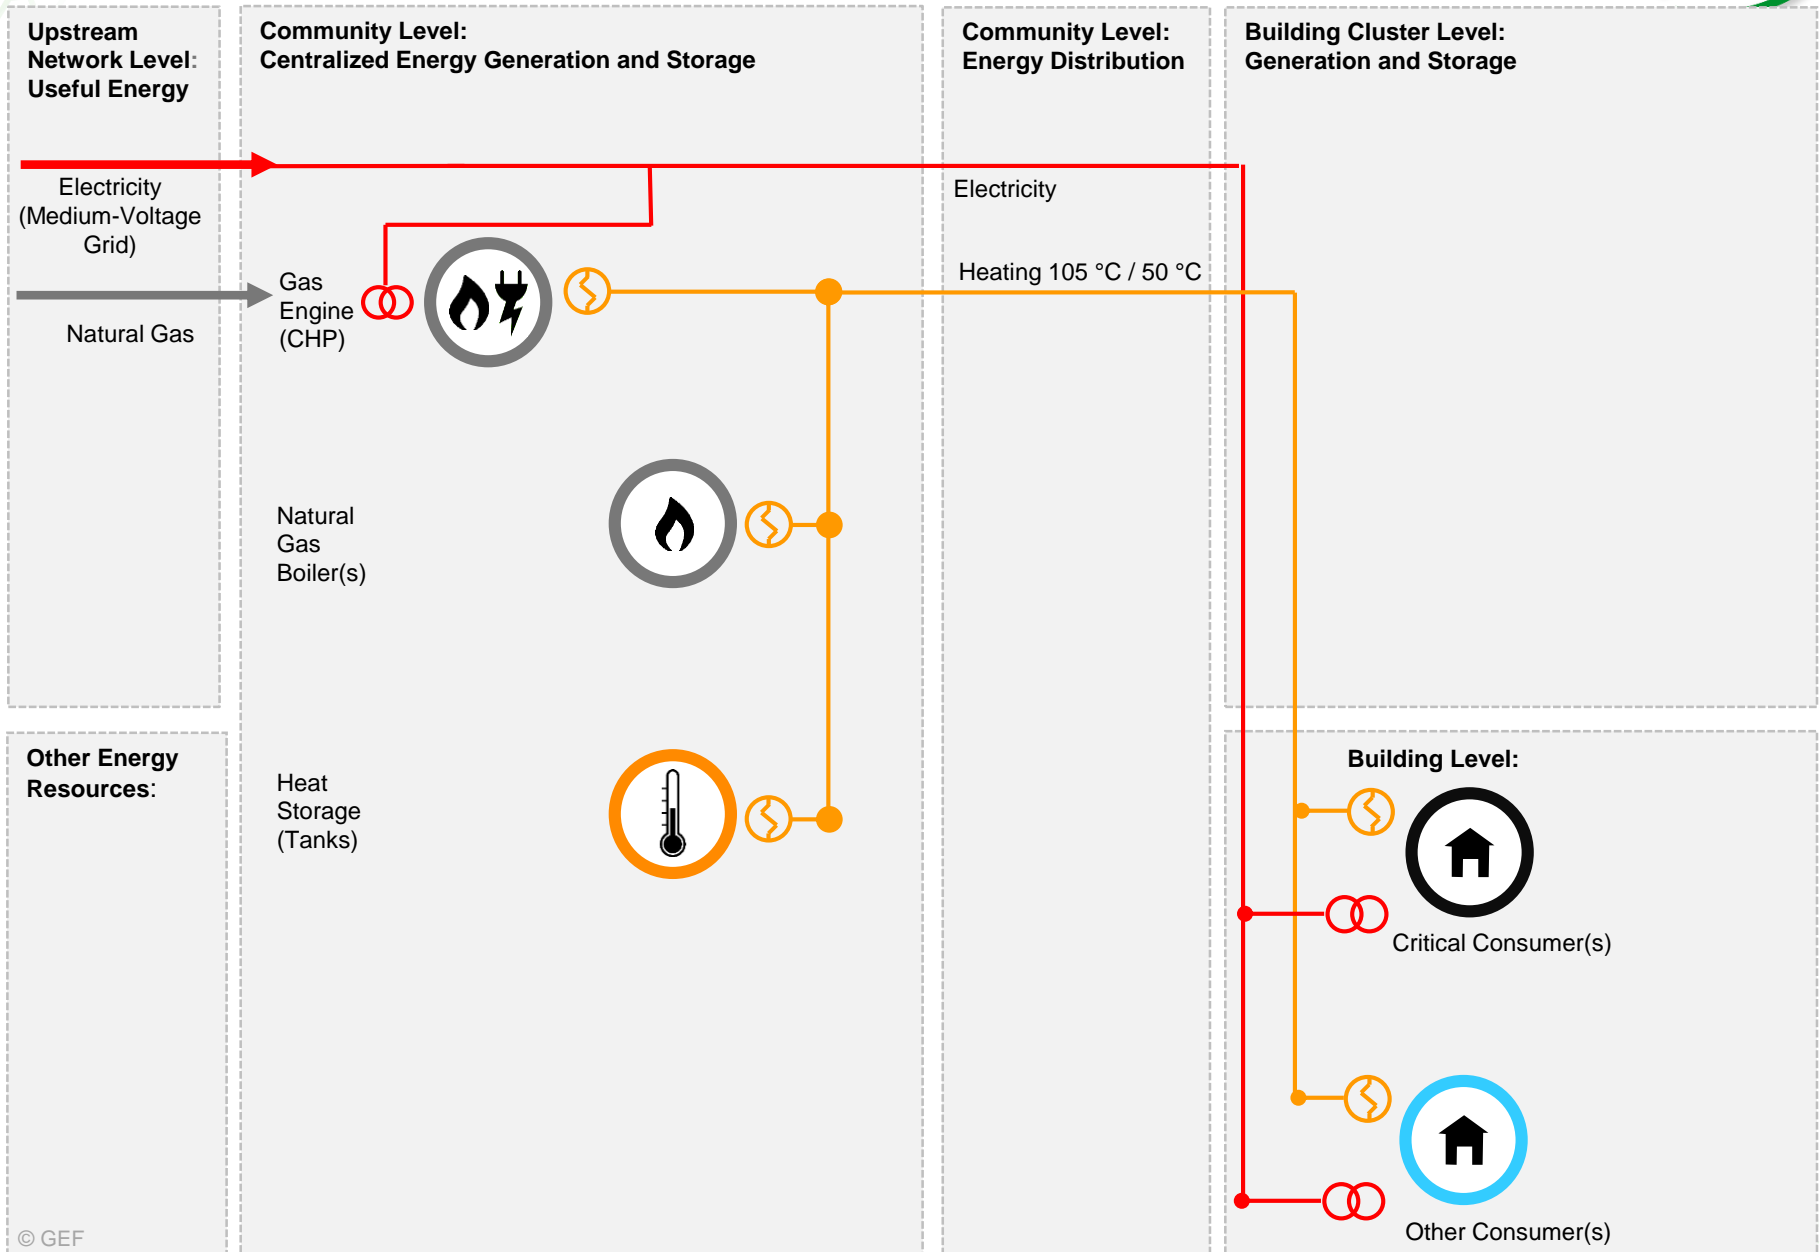 Upstream
Network Level:
Useful Energy
Community Level:
Centralized Energy Generation and Storage
Community Level:
Energy Distribution
Building Cluster Level:
Generation and Storage
Electricity
(Medium-Voltage
Grid)
Electricity
Natural Gas
Gas
Engine
(CHP)
Heating 105 °C / 50 °C
Natural
Gas
Boiler(s)
Other Energy
Resources:
Heat
Storage
(Tanks)
Building Level:
Critical Consumer(s)
Other Consumer(s)
© GEF